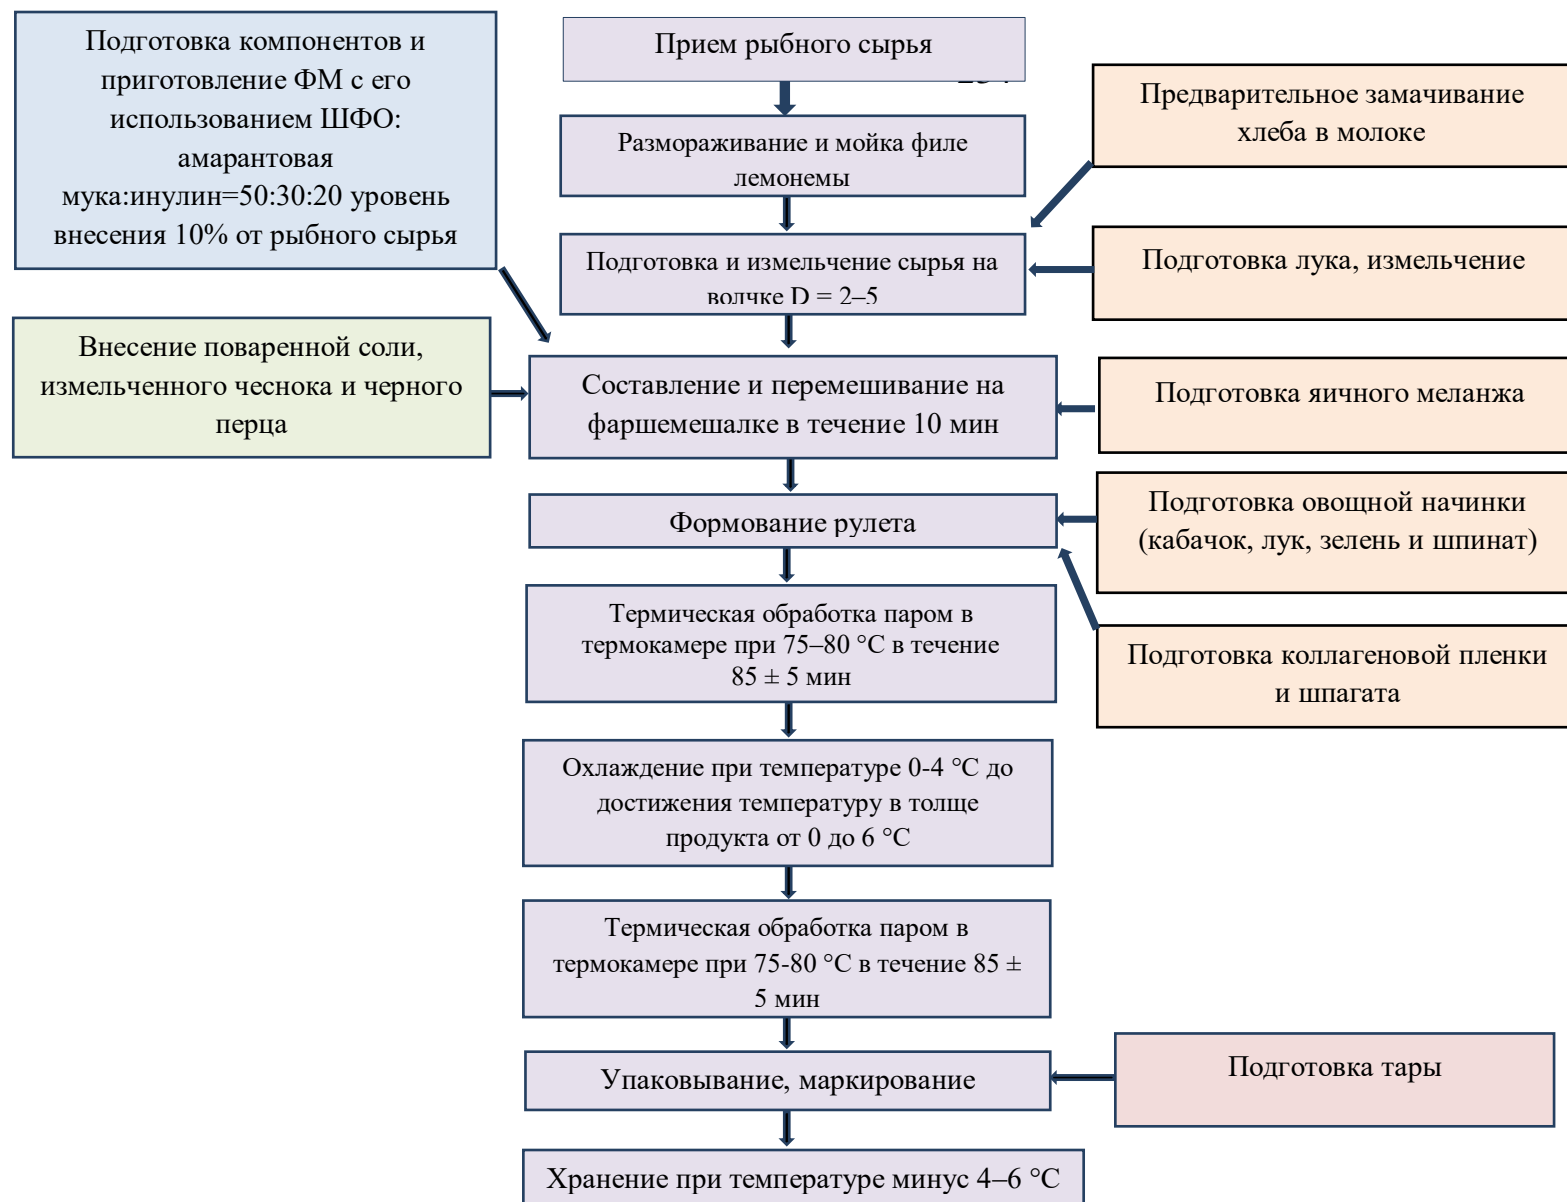 Подготовка компонентов и
приготовление ФМ с его
использованием ШФО:
амарантовая
мука:инулин=50:30:20 уровень
внесения 10% от рыбного сырья
Прием рыбного сырья
Предварительное замачивание
хлеба в молоке
Размораживание и мойка филе
лемонемы
Подготовка и измельчение сырья на
волчке D = 2–5
Подготовка лука, измельчение
Внесение поваренной соли,
измельченного чеснока и черного
перца
Составление и перемешивание на
фаршемешалке в течение 10 мин
Подготовка яичного меланжа
Формование рулета
Подготовка овощной начинки
(кабачок, лук, зелень и шпинат)
Термическая обработка паром в
термокамере при 75–80 °C в течение
85 ± 5 мин
Подготовка коллагеновой пленки
и шпагата
Охлаждение при температуре 0-4 °C до
достижения температуру в толще
продукта от 0 до 6 °C
Термическая обработка паром в
термокамере при 75-80 °C в течение 85 ±
5 мин
Упаковывание, маркирование
Подготовка тары
Хранение при температуре минус 4–6 °C